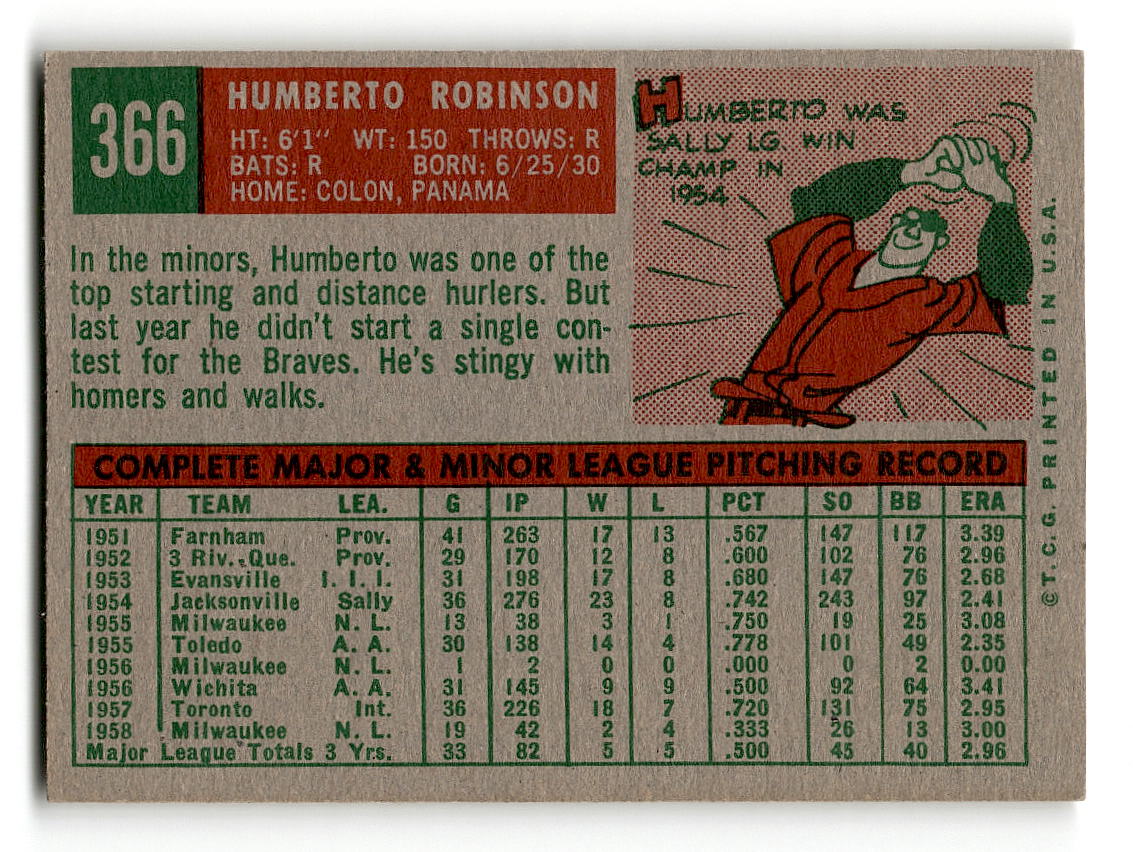 366
HUMBERTO ROBINSON
HT: 6'1" WT: 150 THROWS: R
BATS: R BORN: 6/25/30
HOME: COLON, PANAMA
HUMBERTO WAS
SALLY LG WIN
CHAMP IN
1954
In the minors, Humberto was one of the
top starting and distance hurlers. But
last year he didn't start a single con-
test for the Braves. He's stingy with
homers and walks.
COMPLETE MAJOR & MINOR LEAGUE PITCHING RECORD
YEAR TEAM LEA. G IP W L PCT SO BB ERA
1951 Farnham Prov. 41 263 17 13 .567 147 117 3.39
1952 3 Riv., Que. Prov. 29 170 12 8 .600 102 76 2.96
1953 Evansville I. I. I. 31 198 17 8 .680 147 76 2.68
1954 Jacksonville Sally 36 276 23 8 .742 243 97 2.41
1955 Milwaukee N. L. 13 38 3 1 .750 19 25 3.08
1955 Toledo A. A. 30 138 14 4 .778 101 49 2.35
1956 Milwaukee N. L. 1 2 0 0 .000 0 2 0.00
1956 Wichita A. A. 31 145 9 9 .500 92 64 3.41
1957 Toronto Int. 36 226 18 7 .720 131 75 2.95
1958 Milwaukee N. L. 19 42 2 4 .333 26 13 3.00
Major League Totals 3 Yrs. 33 82 5 5 .500 45 40 2.96
© T. C. G. PRINTED IN U.S.A.